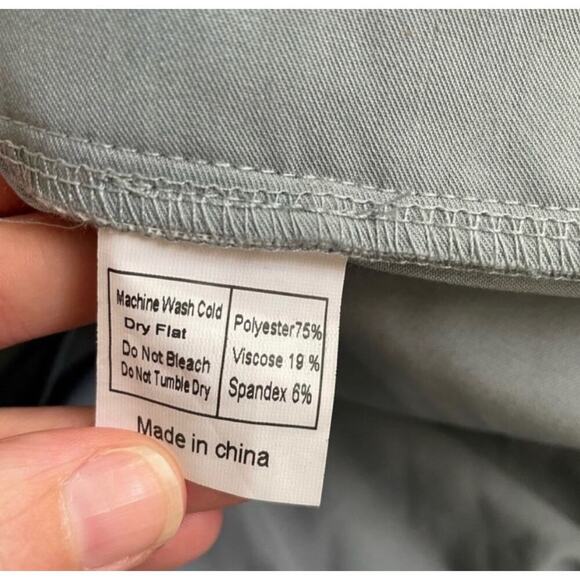 Machine Wash Cold
Dry Flat
Do Not Bleach
Do Not Tumble Dry
Polyester75%
Viscose 19 %
Spandex 6%
Made in china